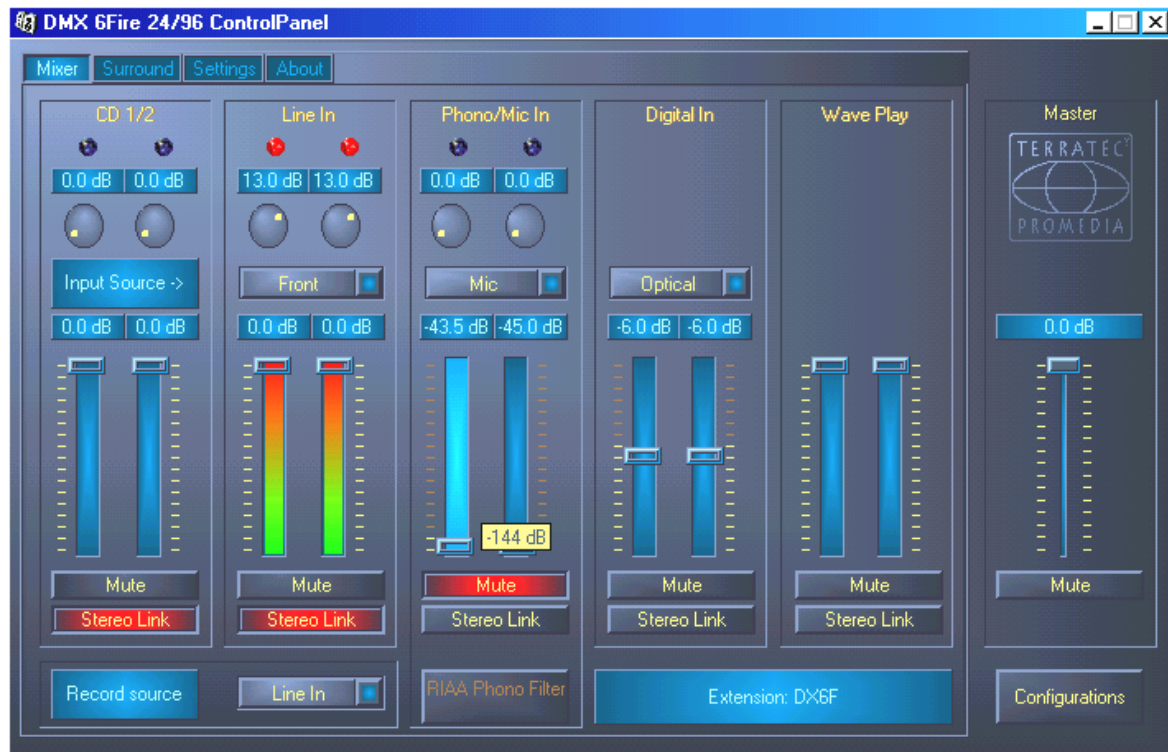 DMX 6Fire 24/96 ControlPanel
Mixer Surround Settings About
CD 1/2 Line In Phono/Mic In Digital In Wave Play Master
TERRATEC
PROMEDIA
0.0 dB 0.0 dB 13.0 dB 13.0 dB 0.0 dB 0.0 dB
Input Source -> Front Mic Optical
0.0 dB 0.0 dB 0.0 dB 0.0 dB -43.5 dB -45.0 dB -6.0 dB -6.0 dB 0.0 dB
-144 dB
Mute Mute Mute Mute Mute Mute
Stereo Link Stereo Link Stereo Link Stereo Link Stereo Link
Record source Line In RIAA Phono Filter Extension: DX6F Configurations